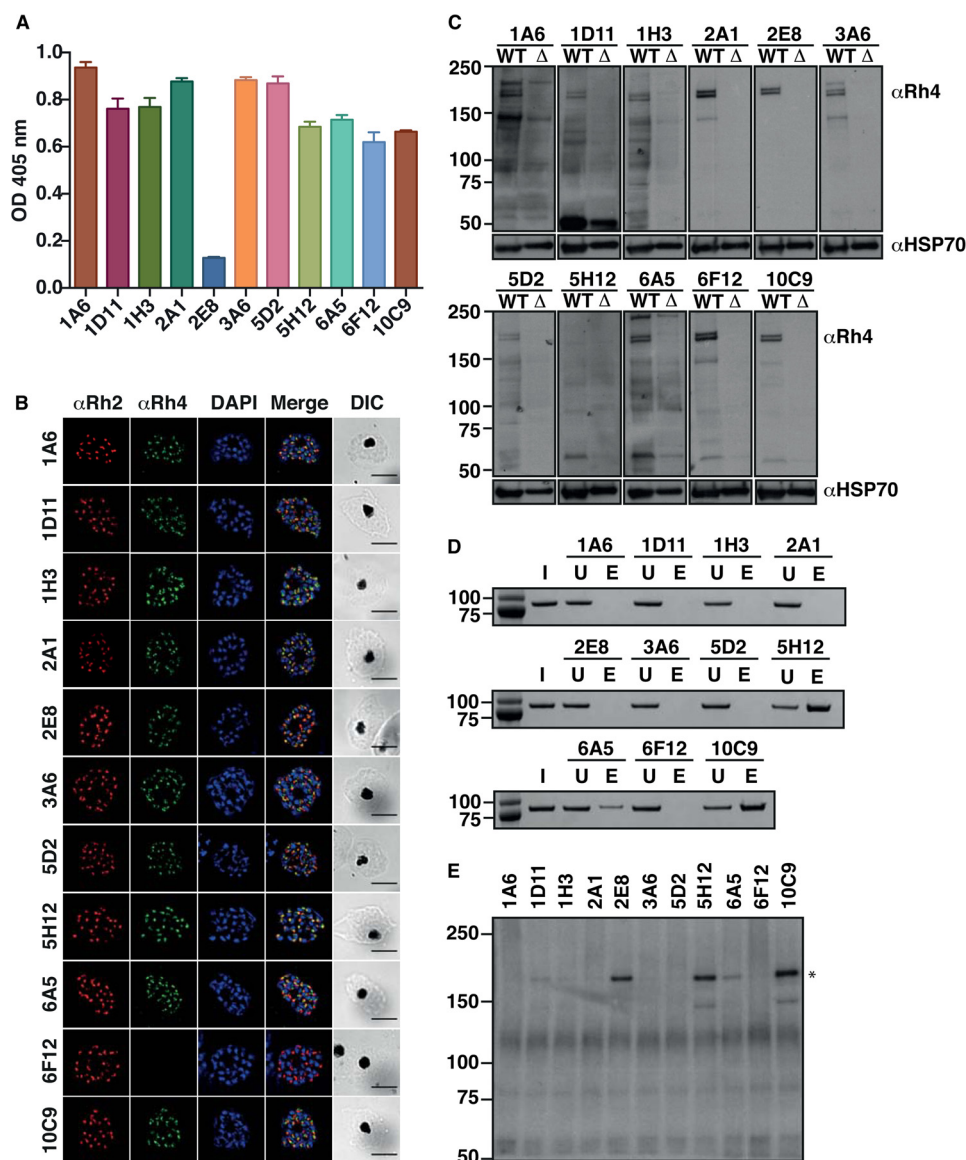 A
OD 405 nm
1.0
0.8
0.6
0.4
0.2
0.0
1A6 1D11 1H3 2A1 2E8 3A6 5D2 5H12 6A5 6F12 10C9
B
αRh2 αRh4 DAPI Merge DIC
1A6
1D11
1H3
2A1
2E8
3A6
5D2
5H12
6A5
6F12
10C9
C
1A6 1D11 1H3 2A1 2E8 3A6
WT Δ WT Δ WT Δ WT Δ WT Δ WT Δ
250
αRh4
150
100
75
50
αHSP70
5D2 5H12 6A5 6F12 10C9
WT Δ WT Δ WT Δ WT Δ WT Δ
250
αRh4
150
100
75
50
αHSP70
D
1A6 1D11 1H3 2A1
I U E U E U E U E
100
75
2E8 3A6 5D2 5H12
I U E U E U E U E
100
75
6A5 6F12 10C9
I U E U E U E
100
75
E
1A6 1D11 1H3 2A1 2E8 3A6 5D2 5H12 6A5 6F12 10C9
250
*
150
100
75
50